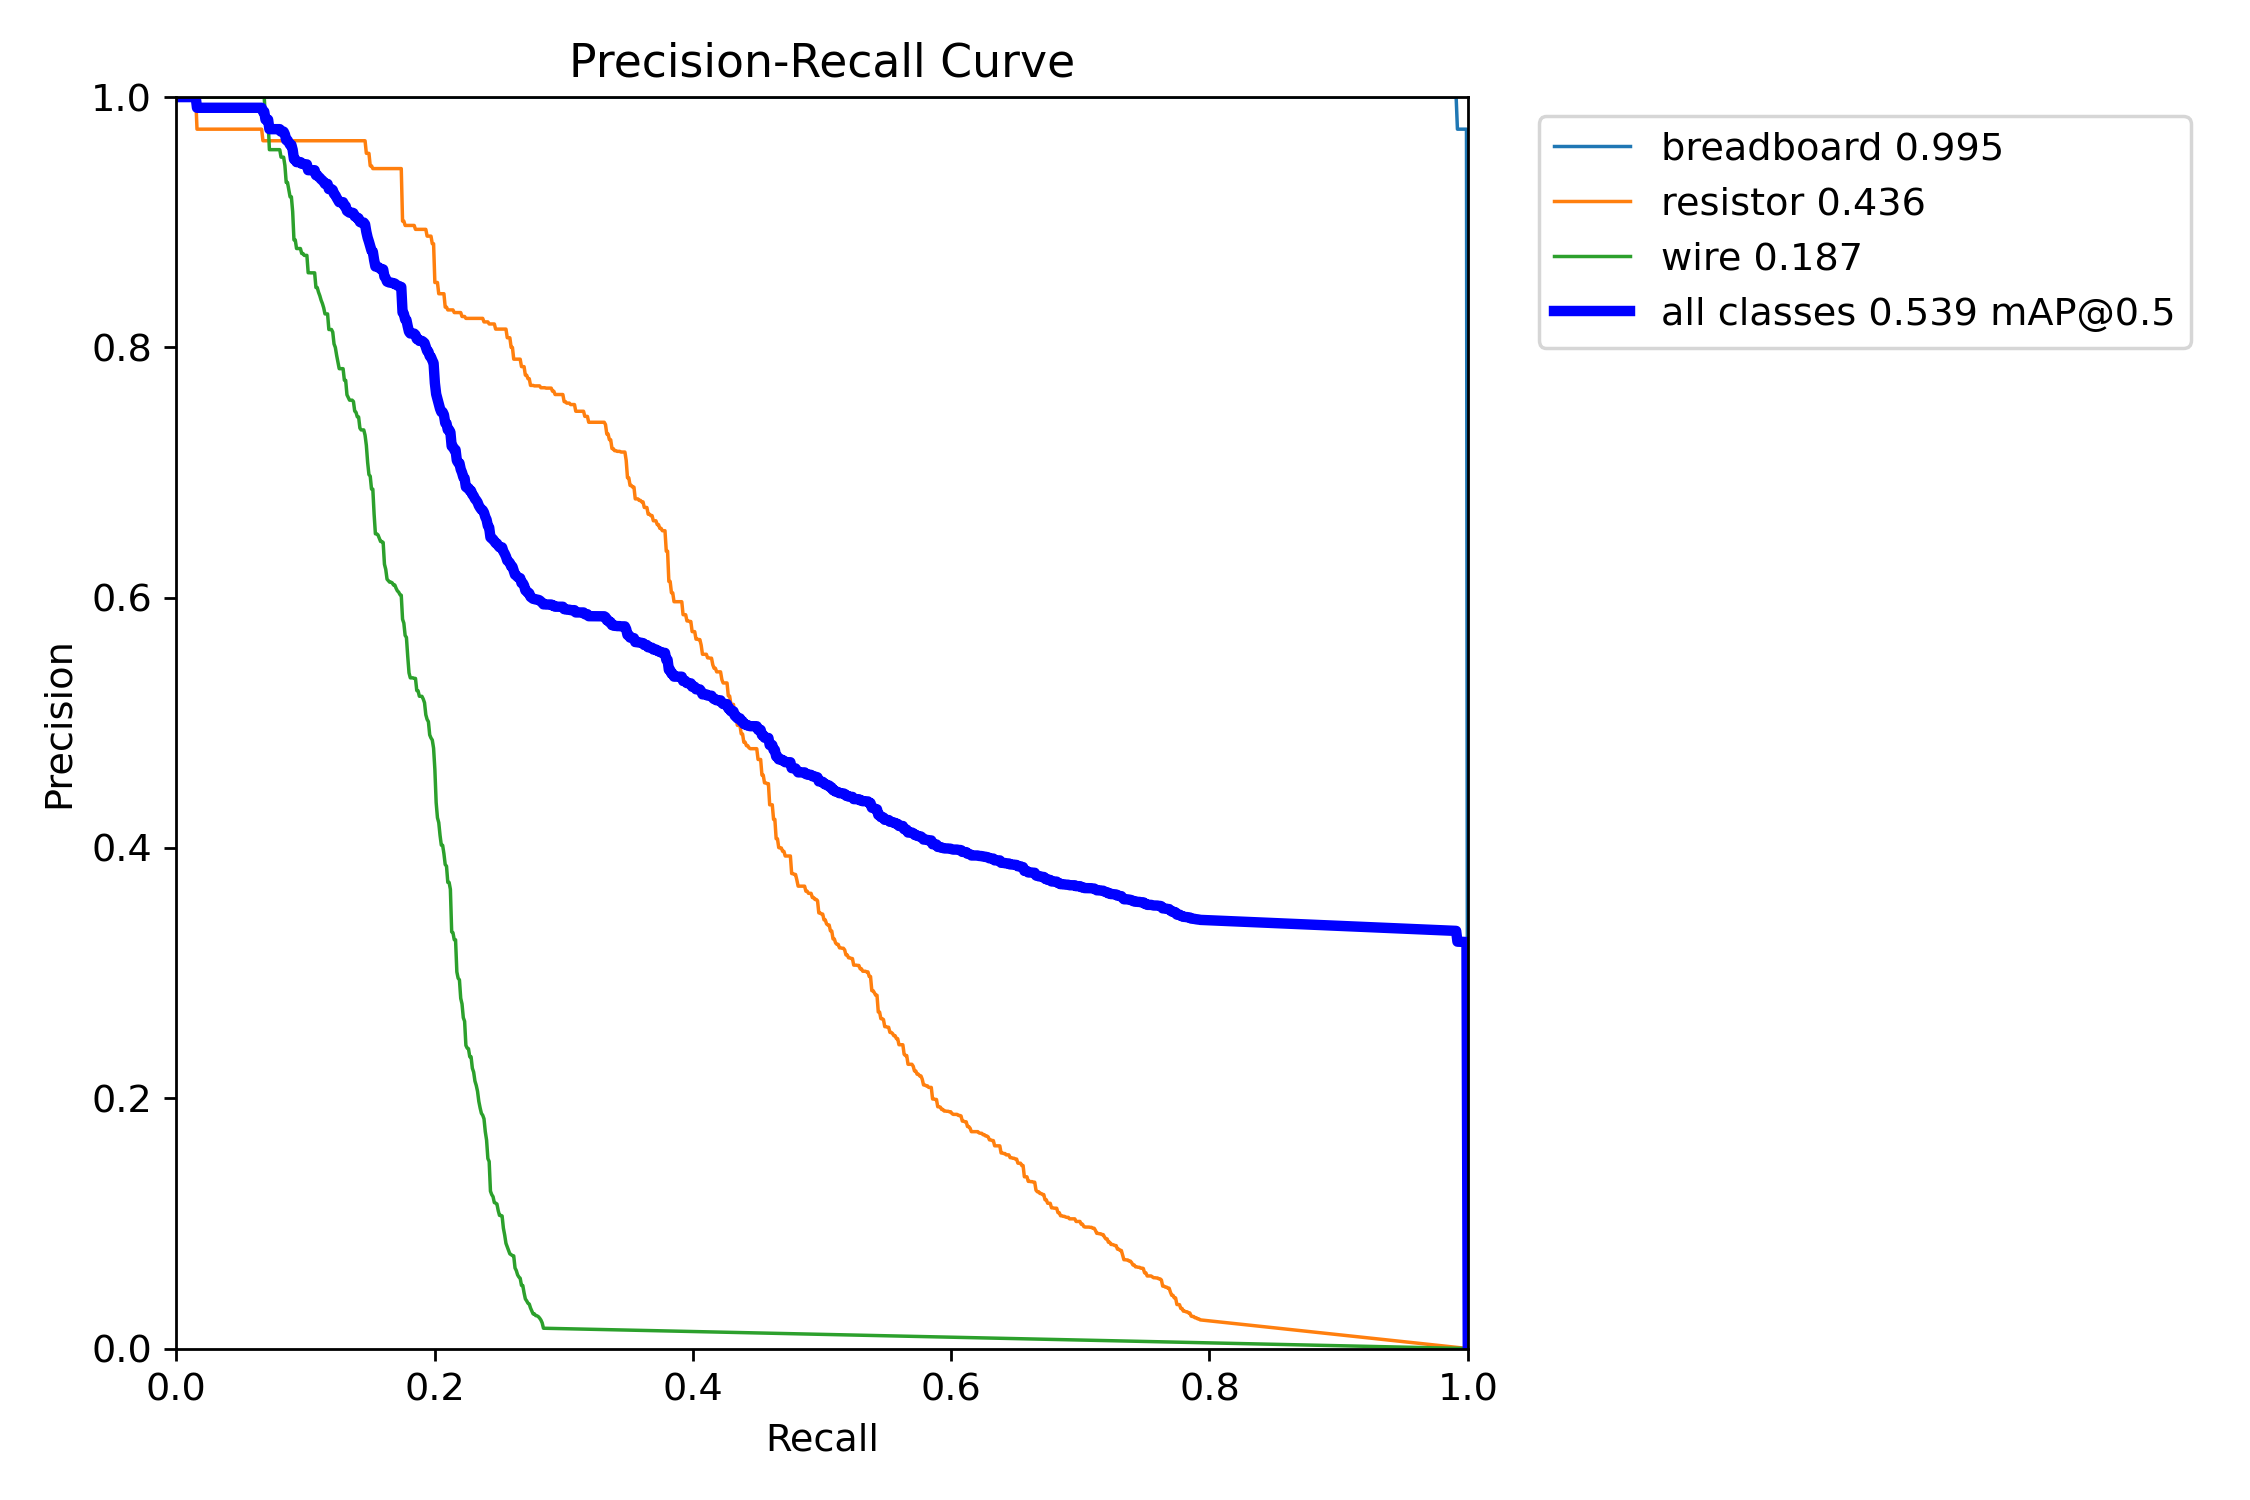 Precision-Recall Curve
1.0
0.8
0.6
0.4
0.2
0.0
Precision
0.0 0.2 0.4 0.6 0.8 1.0
Recall
breadboard 0.995
resistor 0.436
wire 0.187
all classes 0.539 mAP@0.5